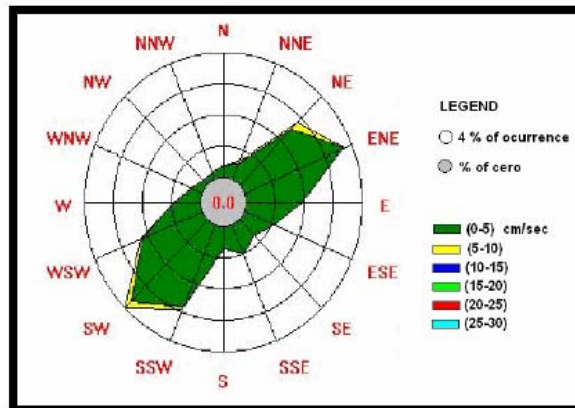 N
NNW
NNE
NW
NE
WNW
ENE
W
0.0
E
WSW
ESE
SW
SE
SSW
SSE
S
LEGEND
4 % of ocurrence
% of cero
(0-5) cm/sec
(5-10)
(10-15)
(15-20)
(20-25)
(25-30)